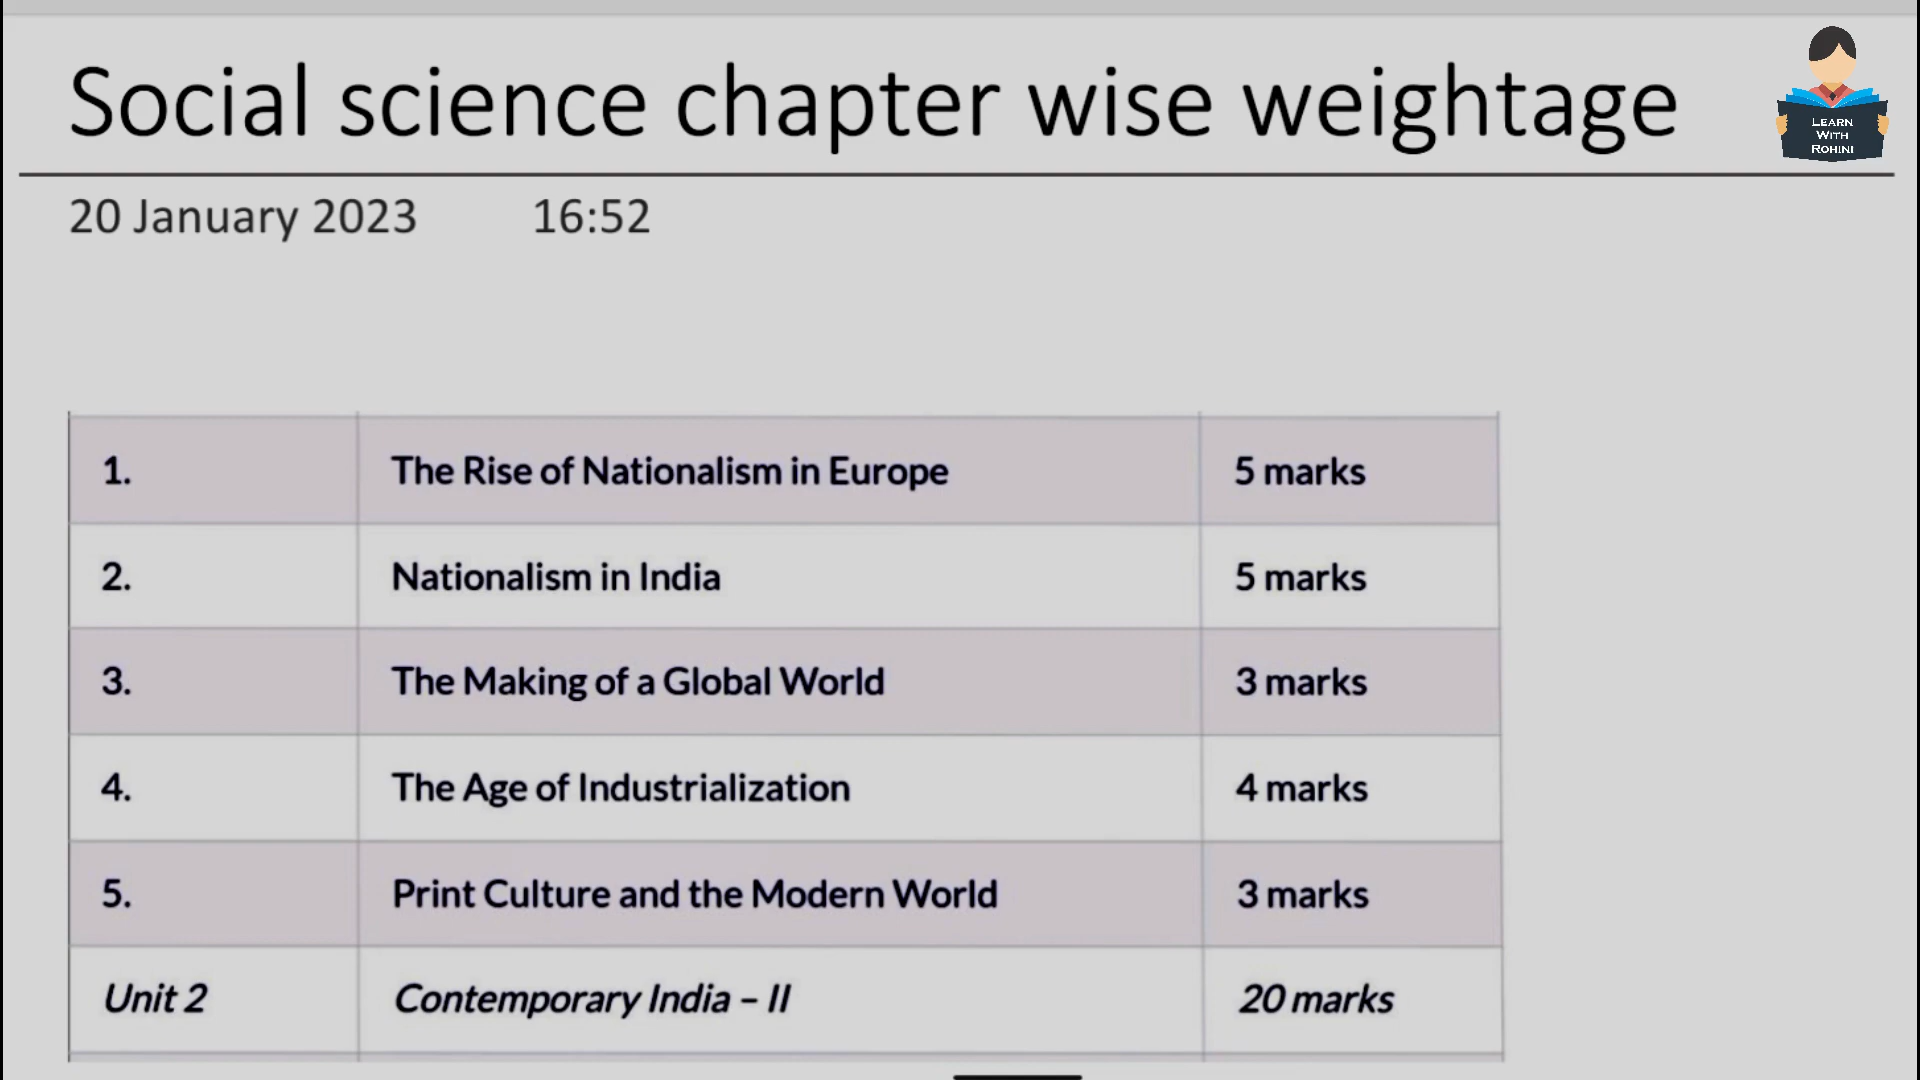 Social science chapter wise weightage
LEARN
WITH
ROHINI
20 January 2023 16:52
1. The Rise of Nationalism in Europe 5 marks
2. Nationalism in India 5 marks
3. The Making of a Global World 3 marks
4. The Age of Industrialization 4 marks
5. Print Culture and the Modern World 3 marks
Unit 2 Contemporary India – II 20 marks